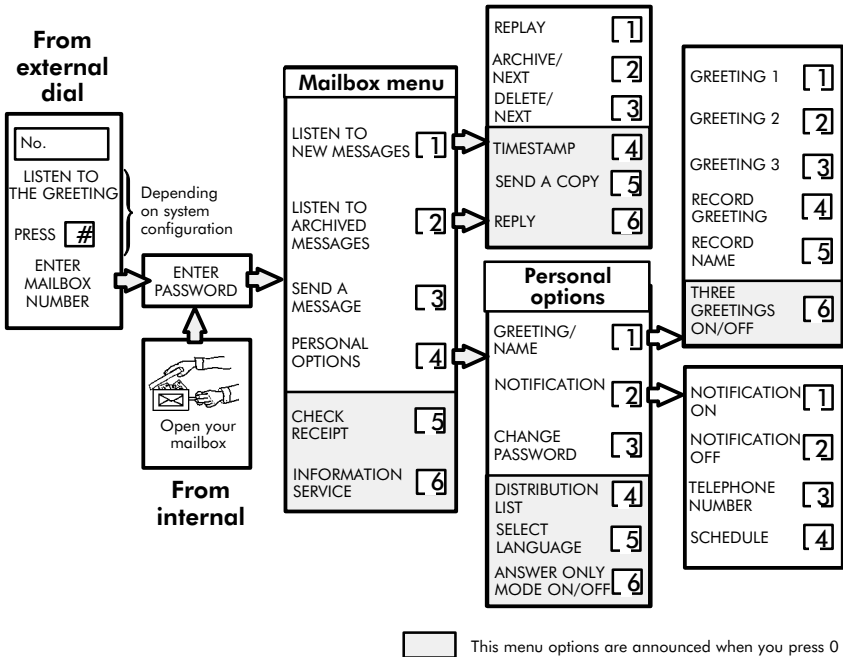 From
external
dial
No.
LISTEN TO
THE GREETING
PRESS #
ENTER
MAILBOX
NUMBER
Depending
on system
configuration
ENTER
PASSWORD
Open your
mailbox
From
internal
Mailbox menu
LISTEN TO
NEW MESSAGES 1
LISTEN TO
ARCHIVED 2
MESSAGES
SEND A
MESSAGE 3
PERSONAL
OPTIONS 4
CHECK
RECEIPT 5
INFORMATION
SERVICE 6
REPLAY 1
ARCHIVE/
NEXT 2
DELETE/
NEXT 3
TIMESTAMP 4
SEND A COPY 5
REPLY 6
Personal
options
GREETING/
NAME 1
NOTIFICATION 2
CHANGE
PASSWORD 3
DISTRIBUTION
LIST 4
SELECT
LANGUAGE 5
ANSWER ONLY
MODE ON/OFF 6
GREETING 1 1
GREETING 2 2
GREETING 3 3
RECORD
GREETING 4
RECORD
NAME 5
THREE
GREETINGS 6
ON/OFF
NOTIFICATION
ON 1
NOTIFICATION
OFF 2
TELEPHONE
NUMBER 3
SCHEDULE 4
This menu options are announced when you press 0